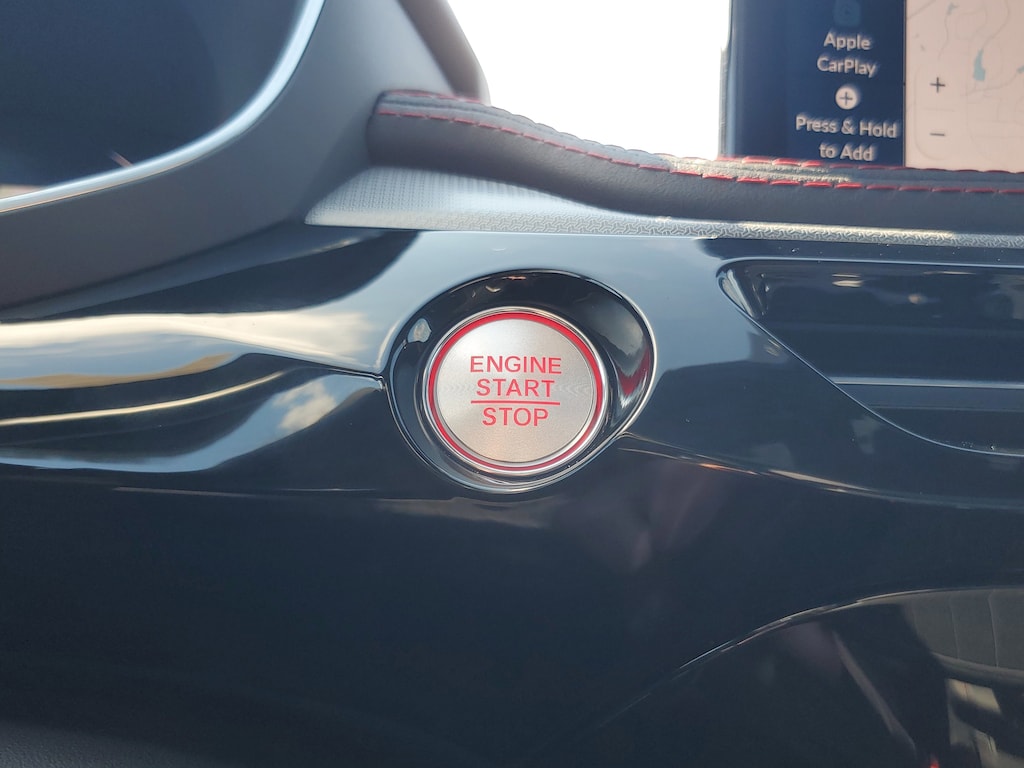 Apple
CarPlay
+
Press & Hold
to Add
+
−
ENGINE
START
STOP